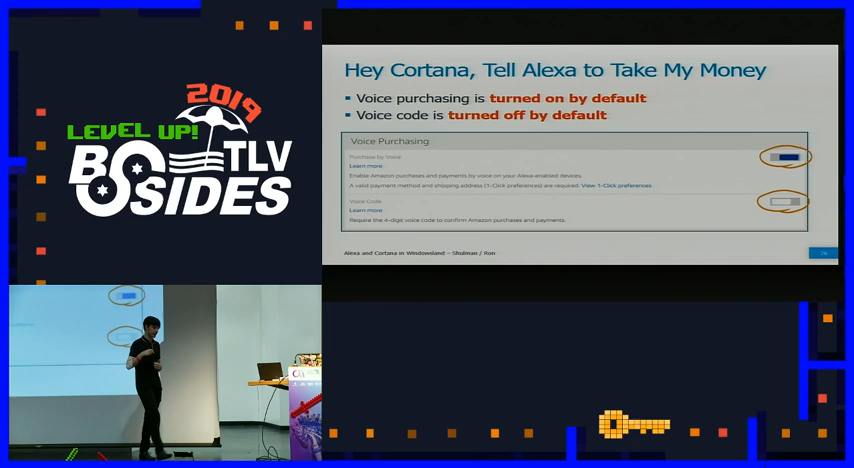 2019
LEVEL UP!
BSIDES TLV
Hey Cortana, Tell Alexa to Take My Money
Voice purchasing is turned on by default
Voice code is turned off by default
Voice Purchasing
Purchase by Voice
Learn more
Enable Amazon purchases and payments by voice on your Alexa-enabled devices.
A valid payment method and shipping address (1-Click preferences) are required. View 1-Click preferences
Voice Code
Learn more
Require the 4-digit voice code to confirm Amazon purchases and payments.
Alexa and Cortana in Windowsland – Shulman / Ron
26